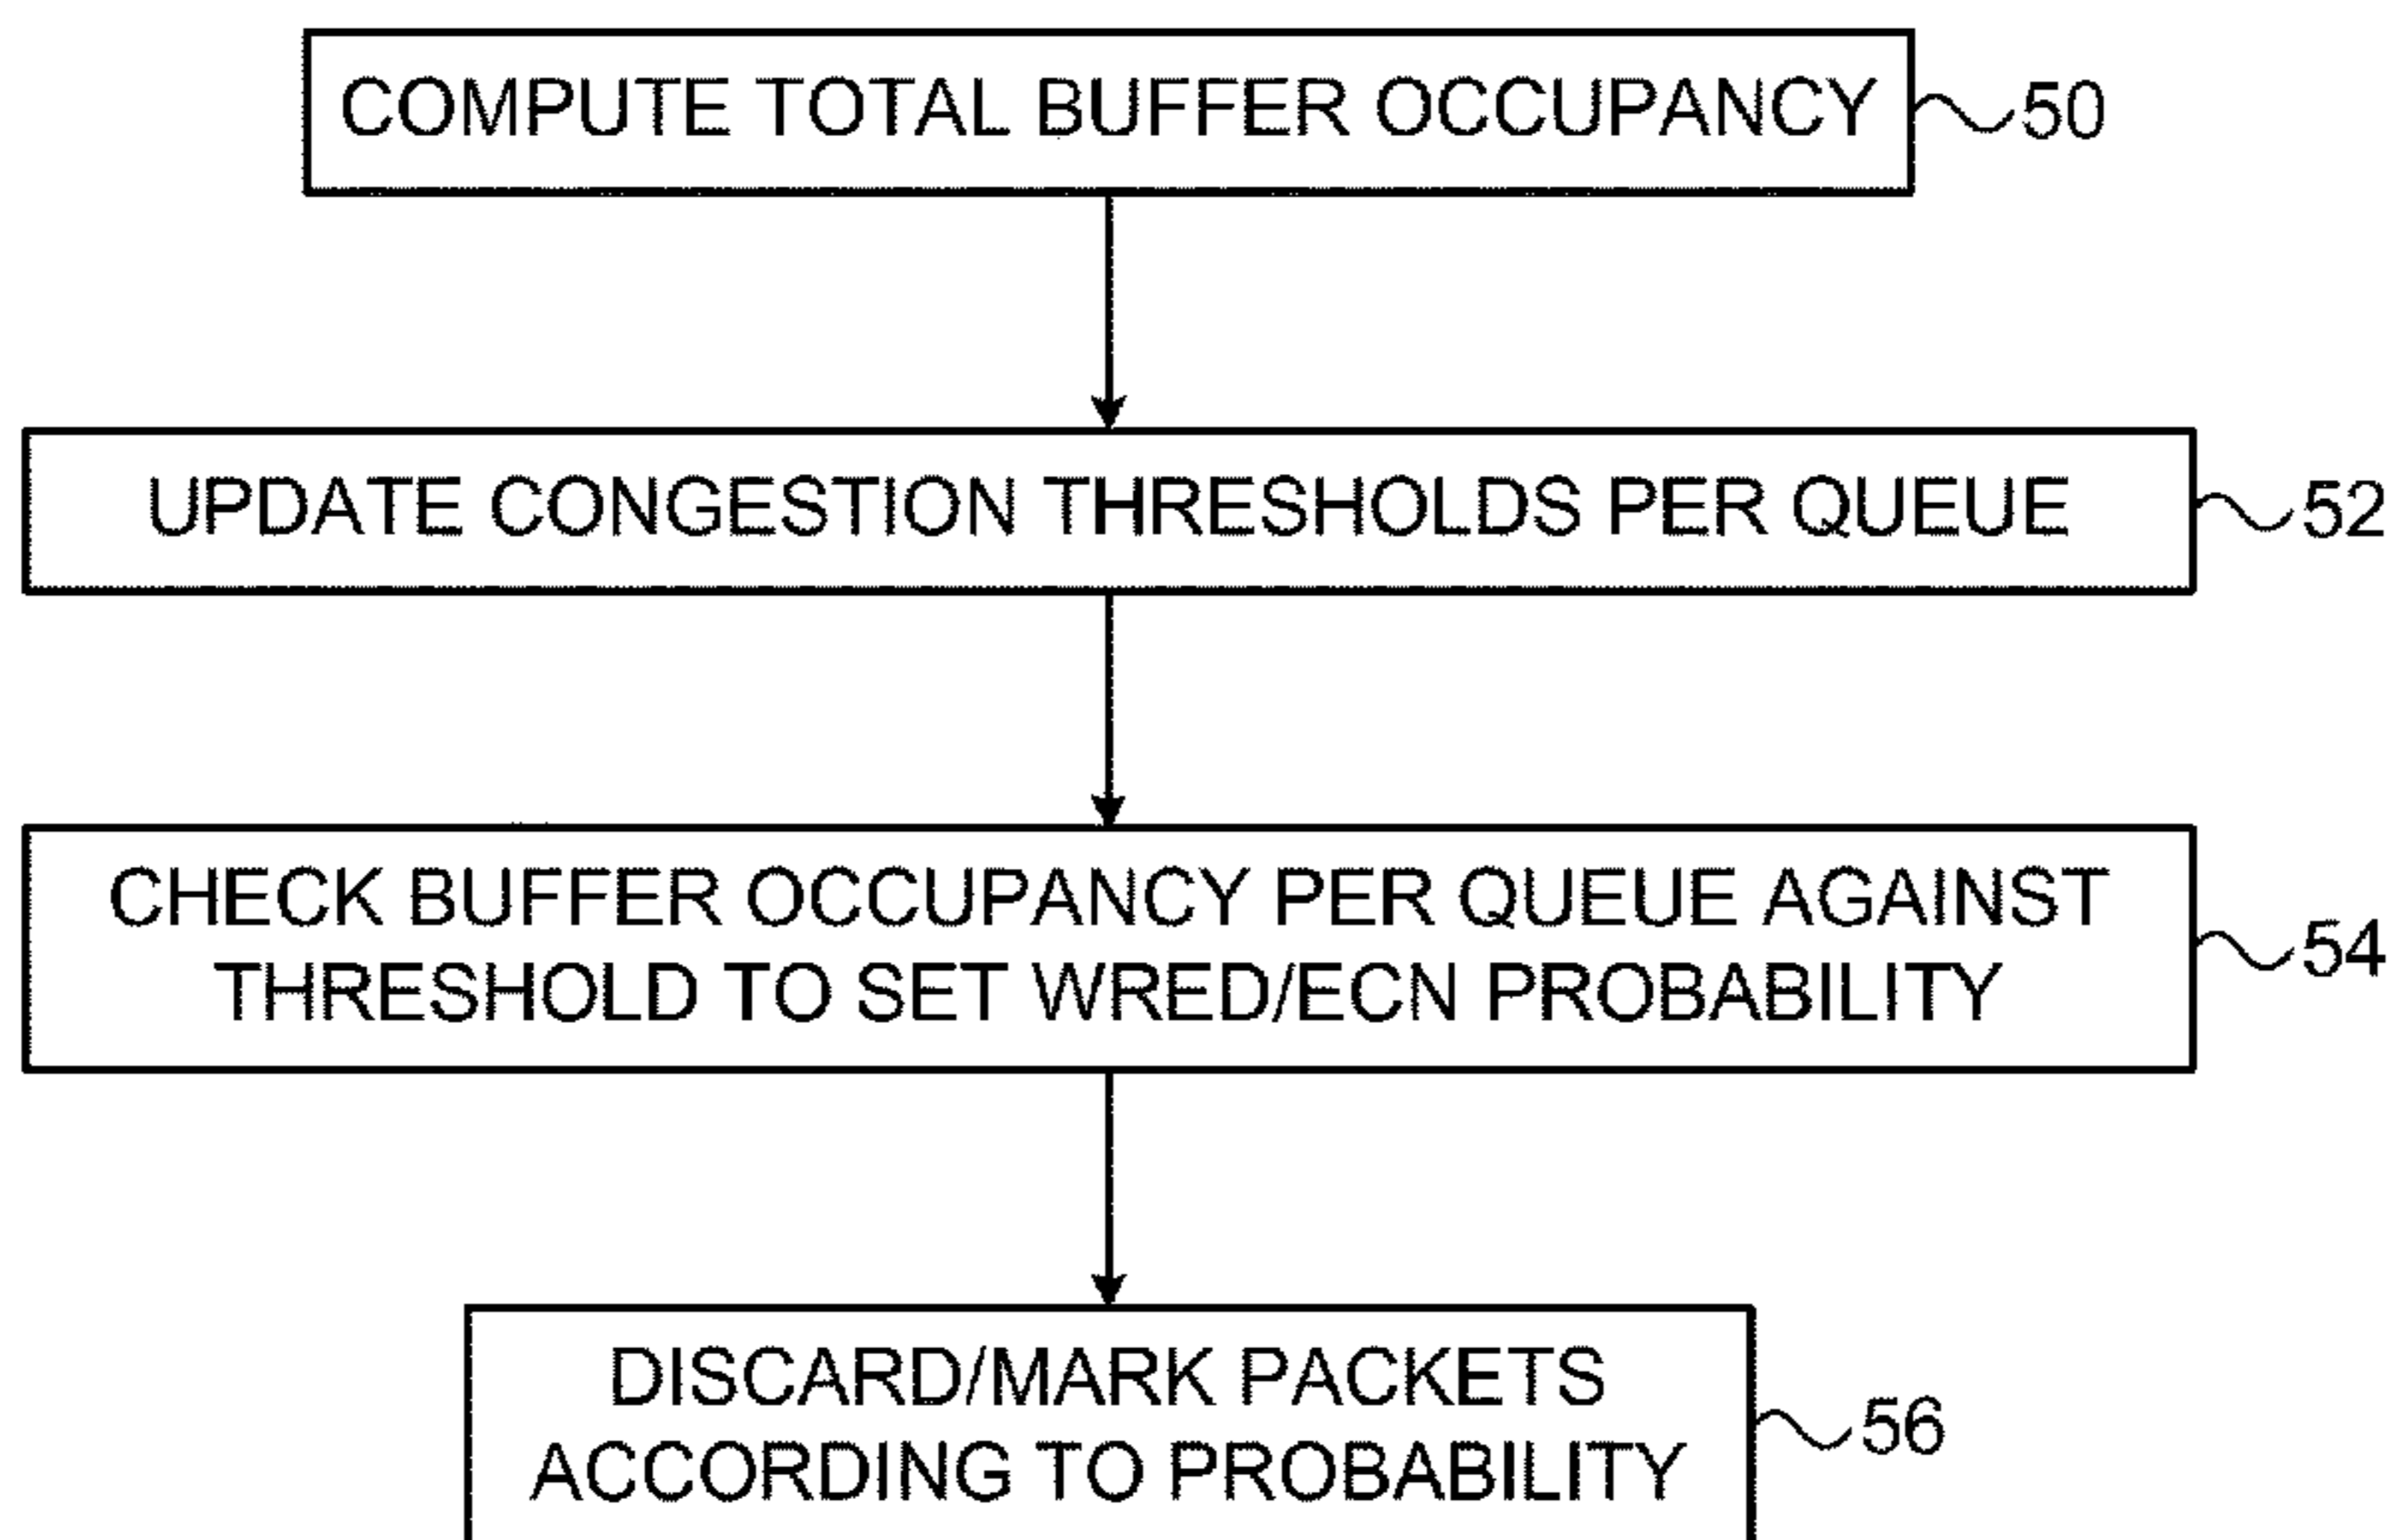 COMPUTE TOTAL BUFFER OCCUPANCY 50
UPDATE CONGESTION THRESHOLDS PER QUEUE 52
CHECK BUFFER OCCUPANCY PER QUEUE AGAINST
THRESHOLD TO SET WRED/ECN PROBABILITY 54
DISCARD/MARK PACKETS
ACCORDING TO PROBABILITY 56